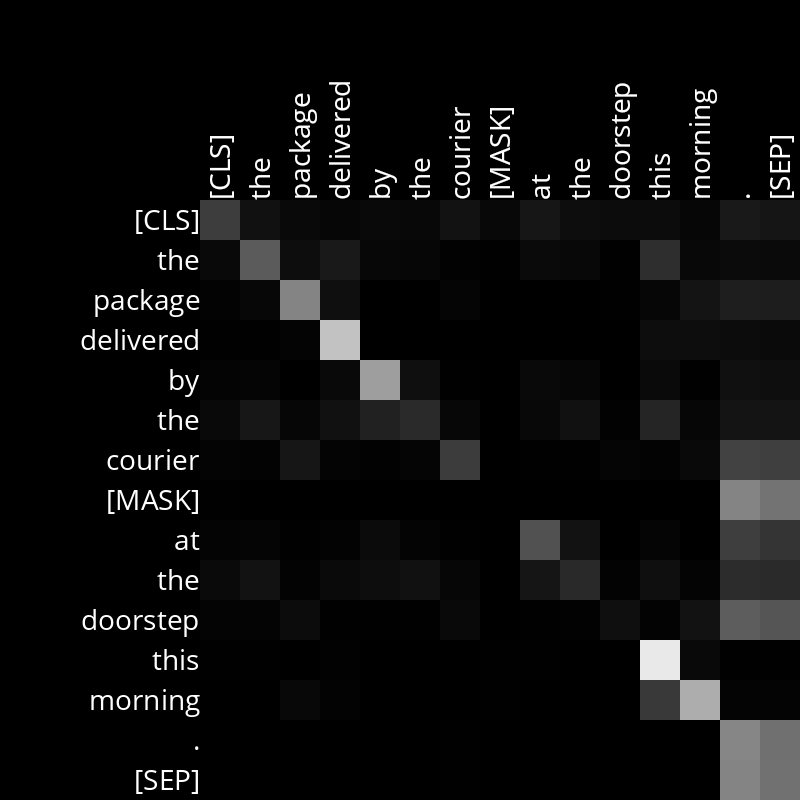 [CLS] the package delivered by the courier [MASK] at the doorstep this morning . [SEP]
[CLS]
the
package
delivered
by
the
courier
[MASK]
at
the
doorstep
this
morning
.
[SEP]